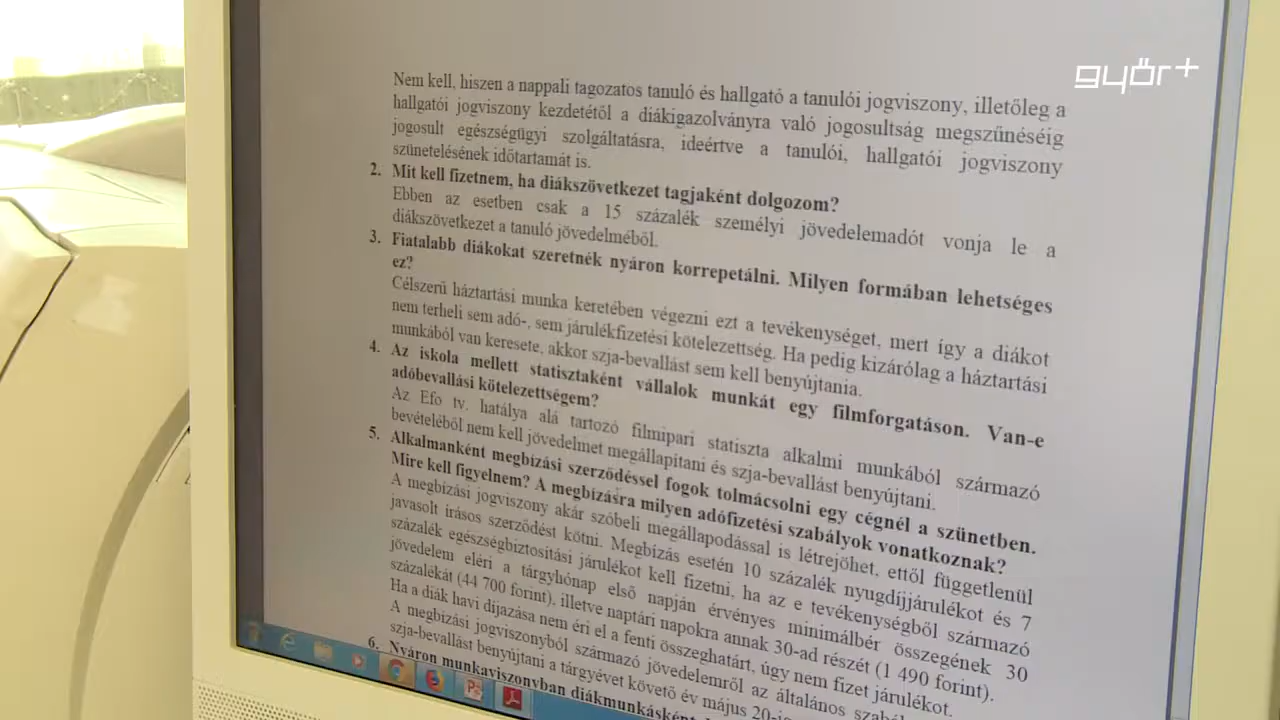 győr+
Nem kell, hiszen a nappali tagozatos tanuló és hallgató a tanulói jogviszony, illetőleg a
hallgatói jogviszony kezdetétől a diákigazolványra való jogosultság megszűnéséig
jogosult egészségügyi szolgáltatásra, ideértve a tanulói, hallgatói jogviszony
szünetelésének időtartamát is.
2. Mit kell fizetnem, ha diákszövetkezet tagjaként dolgozom?
Ebben az esetben csak a 15 százalék személyi jövedelemadót vonja le a
diákszövetkezet a tanuló jövedelméből.
3. Fiatalabb diákokat szeretnék nyáron korrepetálni. Milyen formában lehetséges
ez?
Célszerű háztartási munka keretében végezni ezt a tevékenységet, mert így a diákot
nem terheli sem adó-, sem járulékfizetési kötelezettség. Ha pedig kizárólag a háztartási
munkából van keresete, akkor szja-bevallást sem kell benyújtania.
4. Az iskola mellett statisztaként vállalok munkát egy filmforgatáson. Van-e
adóbevallási kötelezettségem?
Az Efo tv. hatálya alá tartozó filmipari statiszta alkalmi munkából származó
bevételéből nem kell jövedelmet megállapítani és szja-bevallást benyújtani.
5. Alkalmanként megbízási szerződéssel fogok tolmácsolni egy cégnél a szünetben.
Mire kell figyelnem? A megbízásra milyen adófizetési szabályok vonatkoznak?
A megbízási jogviszony akár szóbeli megállapodással is létrejöhet, ettől függetlenül
javasolt írásos szerződést kötni. Megbízás esetén 10 százalék nyugdíjjárulékot és 7
százalék egészségbiztosítási járulékot kell fizetni, ha az e tevékenységből származó
jövedelem eléri a tárgyhónap első napján érvényes minimálbér összegének 30
százalékát (44 700 forint), illetve naptári napokra annak 30-ad részét (1 490 forint).
Ha a diák havi díjazása nem éri el a fenti összeghatárt, úgy nem fizet járulékot.
A megbízási jogviszonyból származó jövedelemről az általános
szja-bevallást benyújtani a tárgyévet követő év május
6. Nyáron munkaviszonyban diákmunkásként